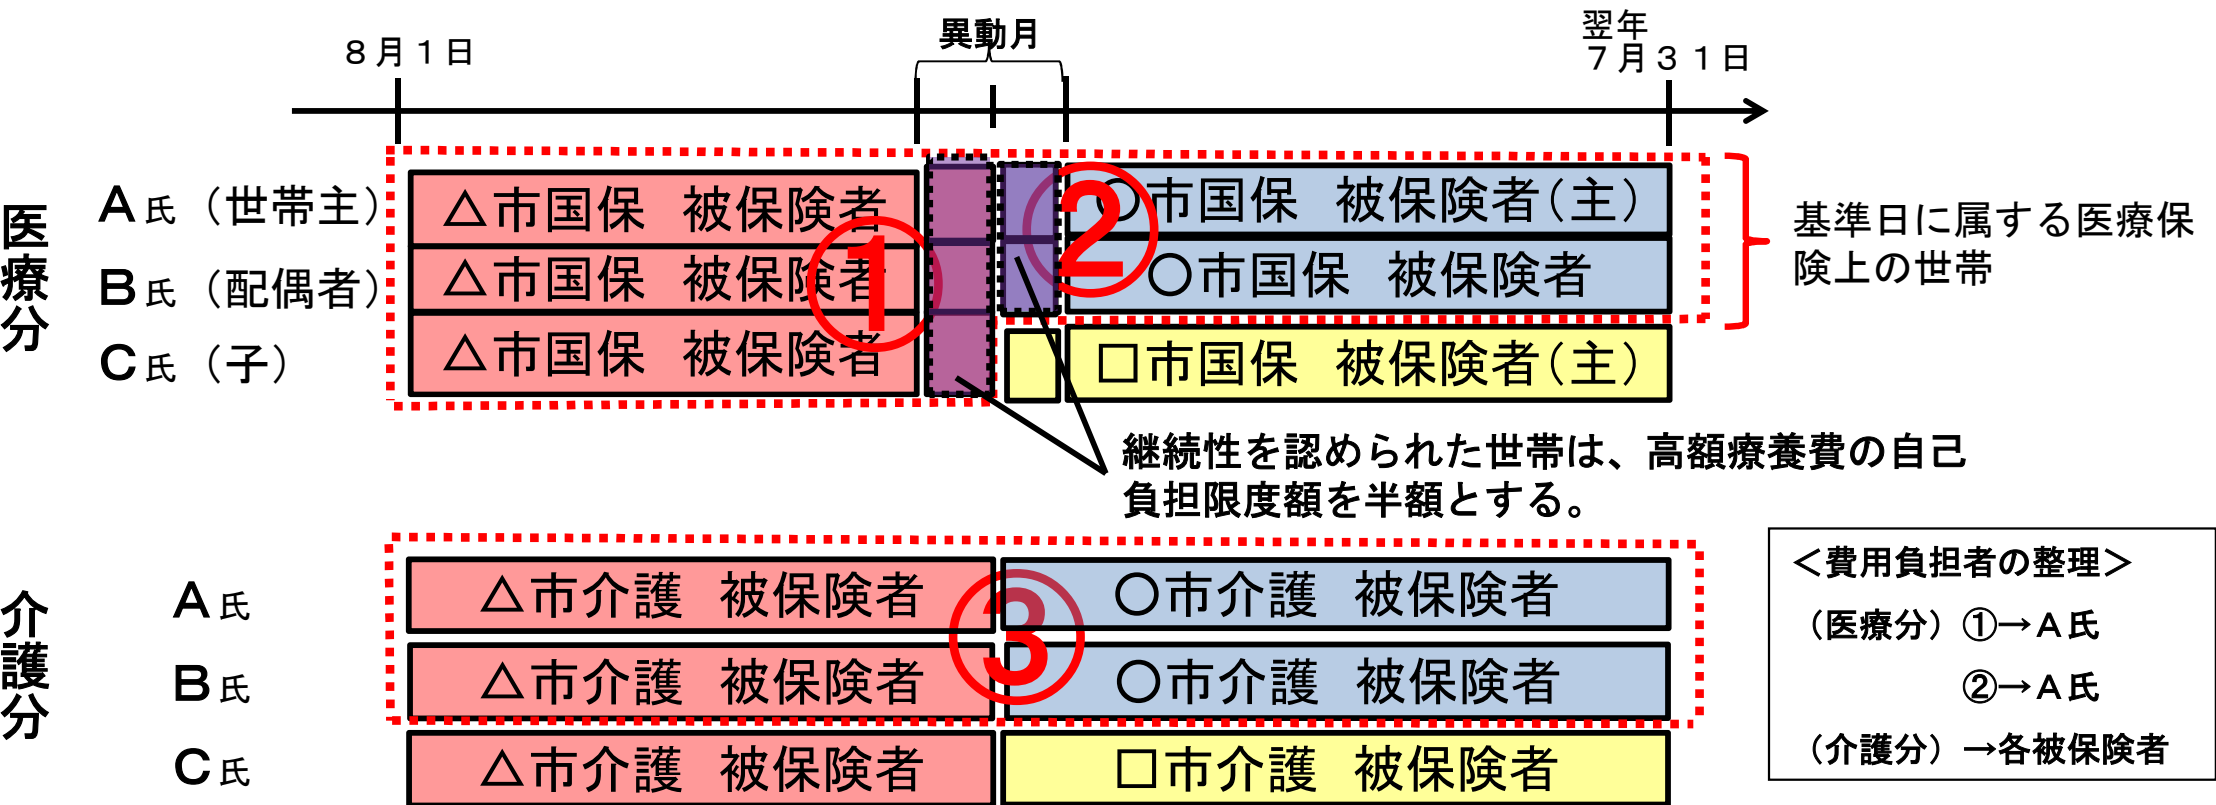 異動月
翌年
８月１日
７月３１日
医療分
A氏（世帯主）
△市国保　被保険者
②
○市国保　被保険者（主）
B氏（配偶者）
△市国保　被保険者
①
○市国保　被保険者
C氏（子）
△市国保　被保険者
□市国保　被保険者（主）
基準日に属する医療保
険上の世帯
継続性を認められた世帯は、高額療養費の自己
負担限度額を半額とする。
介護分
A氏
△市介護　被保険者
○市介護　被保険者
③
B氏
△市介護　被保険者
○市介護　被保険者
C氏
△市介護　被保険者
□市介護　被保険者
＜費用負担者の整理＞
（医療分）①→Ａ氏
②→Ａ氏
（介護分）→各被保険者